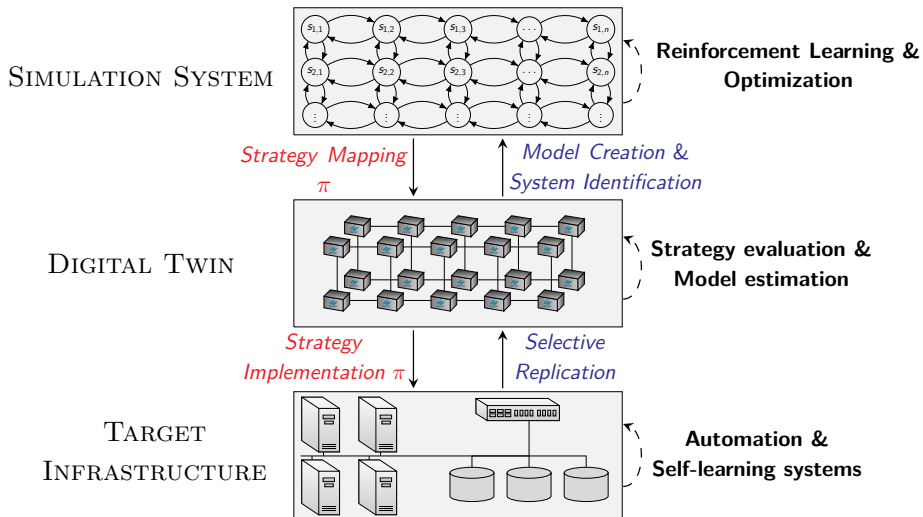 SIMULATION SYSTEM
s1,1 s1,2 s1,3 ... s1,n
s2,1 s2,2 s2,3 ... s2,n
⋮ ⋮ ⋮ ⋮ ⋮
Reinforcement Learning &
Optimization
Strategy Mapping
π
Model Creation &
System Identification
DIGITAL TWIN
Strategy evaluation &
Model estimation
Strategy
Implementation π
Selective
Replication
TARGET
INFRASTRUCTURE
Automation &
Self-learning systems